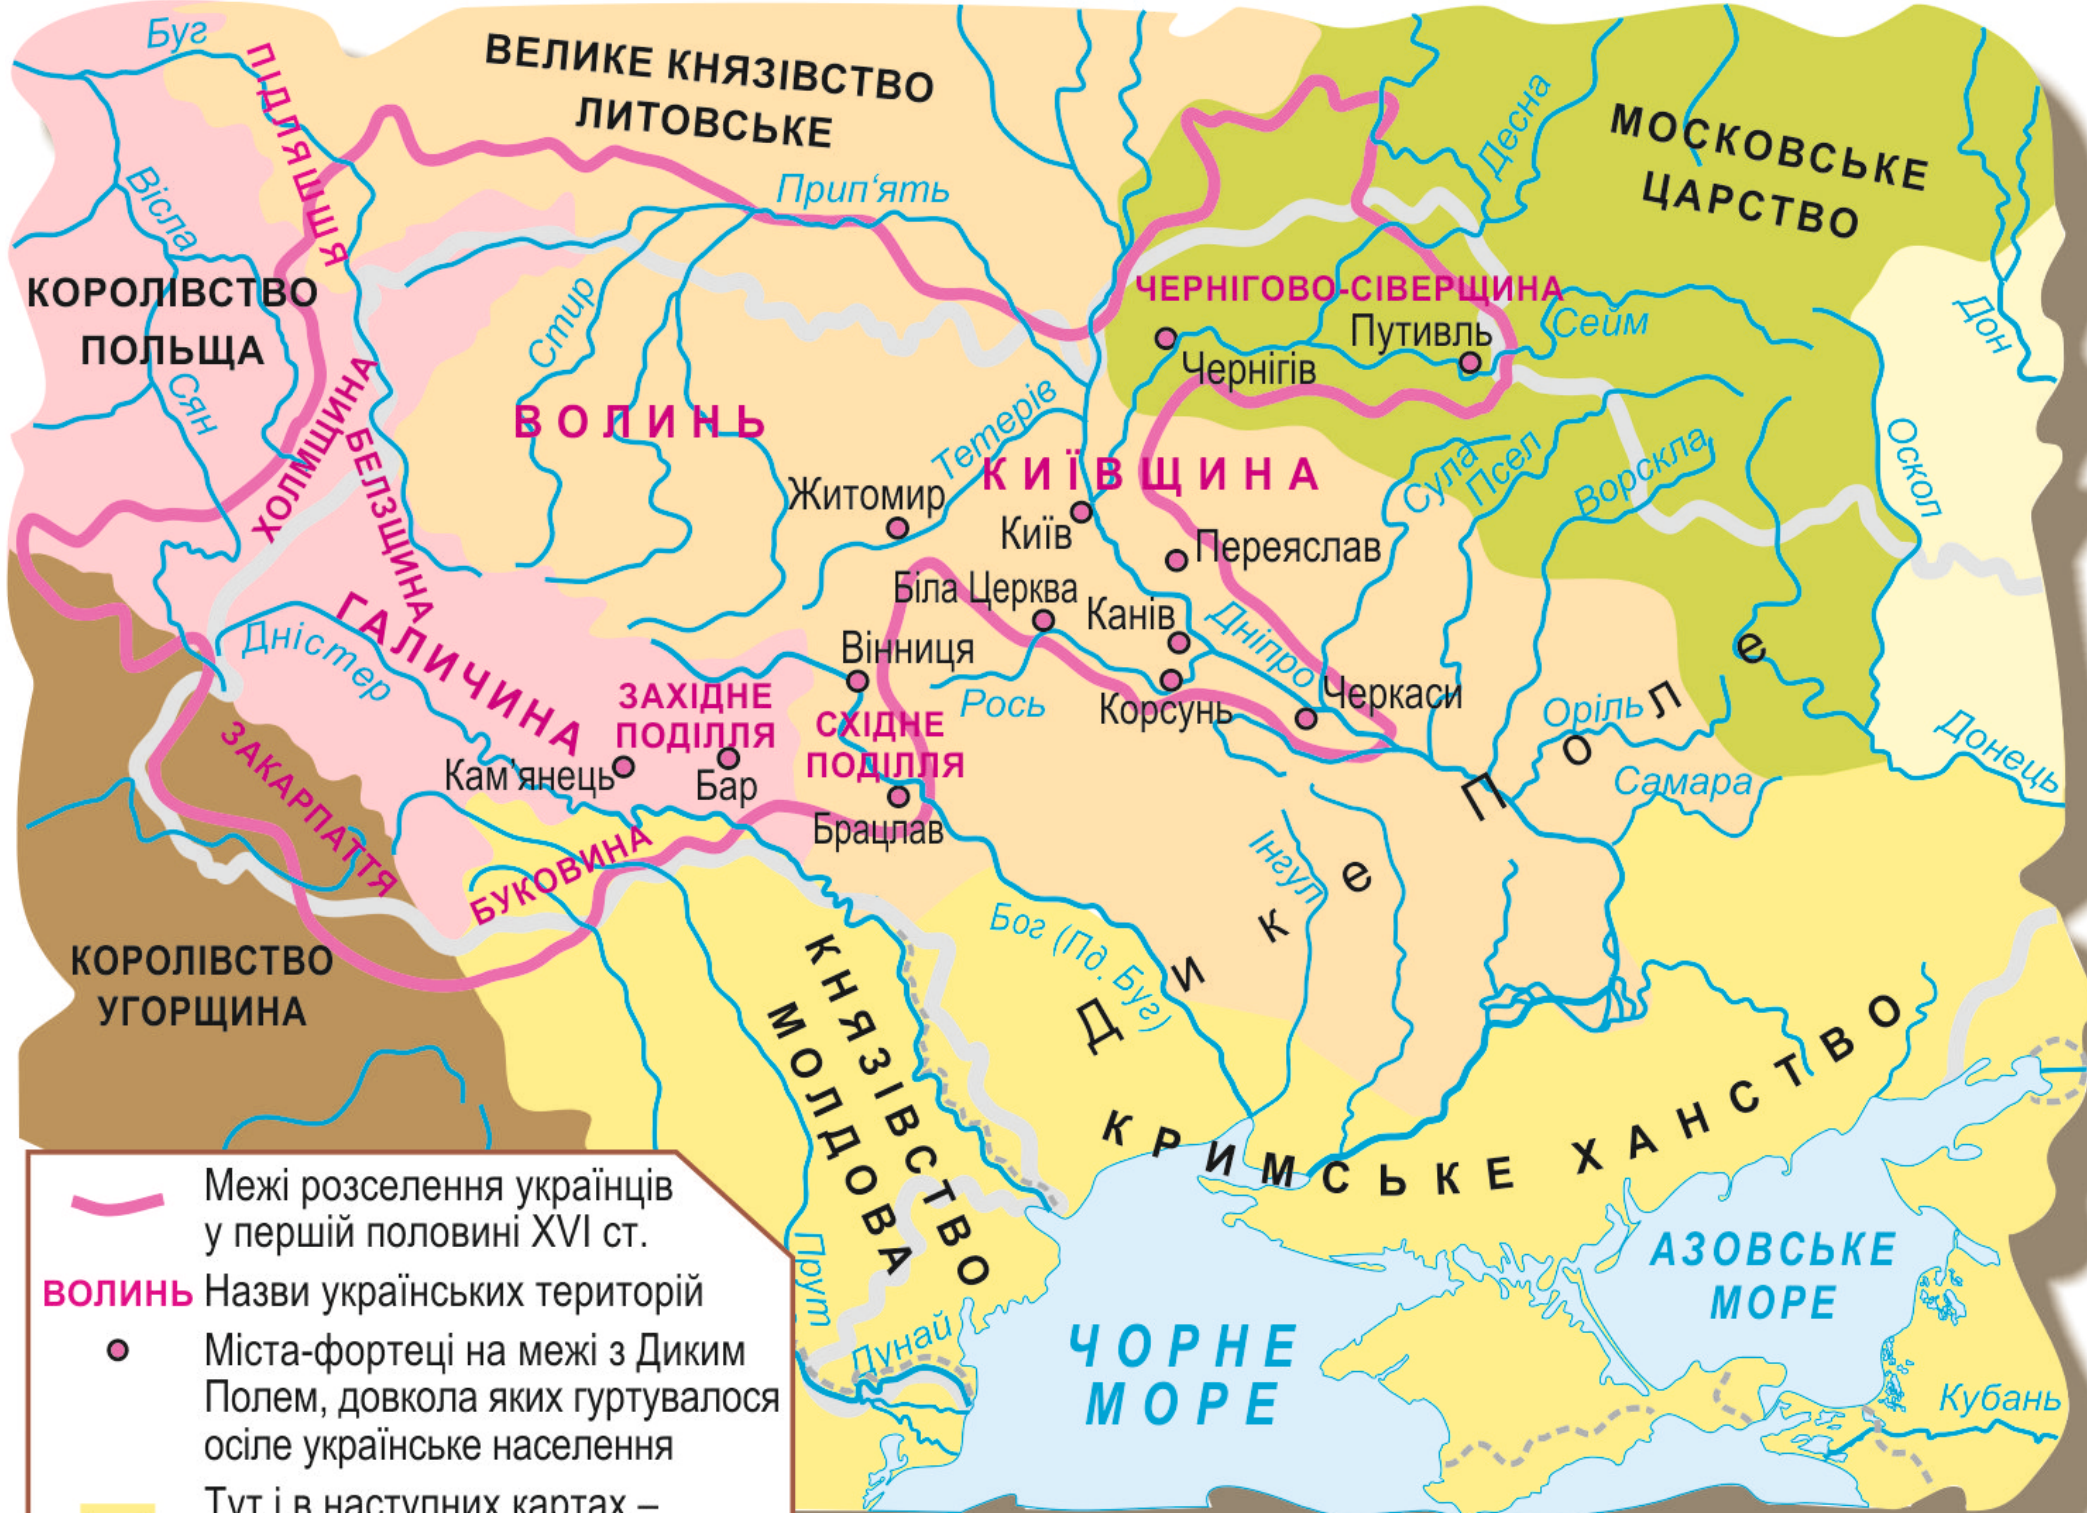 Буг
ПІДЛЯШШЯ
ВЕЛИКЕ КНЯЗІВСТВО
ЛИТОВСЬКЕ
Десна
МОСКОВСЬКЕ
ЦАРСТВО
Вісла
Прип‘ять
КОРОЛІВСТВО
ПОЛЬЩА
Стир
ЧЕРНІГОВО-СІВЕРЩИНА
Путивль
Сейм
Дон
Чернігів
Сян
ХОЛМЩИНА
БЕЛЗЩИНА
ВОЛИНЬ
Тетерів
КИЇВЩИНА
Сула
Псел
Ворскла
Оскол
Житомир
Київ
Переяслав
Біла Церква
Канів
Дніпро
Дністер
ГАЛИЧИНА
Вінниця
ЗАХІДНЕ
ПОДІЛЛЯ
СХІДНЕ
ПОДІЛЛЯ
Рось
Корсунь
Черкаси
Оріль
Самара
Донець
ЗАКАРПАТТЯ
Кам’янець
Бар
Брацлав
БУКОВИНА
Інгул
Дике Поле
Бог (Пд. Буг)
КОРОЛІВСТВО
УГОРЩИНА
КНЯЗІВСТВО
МОЛДОВА
КРИМСЬКЕ ХАНСТВО
Прут
Дунай
АЗОВСЬКЕ
МОРЕ
ЧОРНЕ
МОРЕ
Кубань
Межі розселення українців
у першій половині XVI ст.
ВОЛИНЬ Назви українських територій
Міста-фортеці на межі з Диким
Полем, довкола яких гуртувалося
осіле українське населення
Тут і в наступних картах –